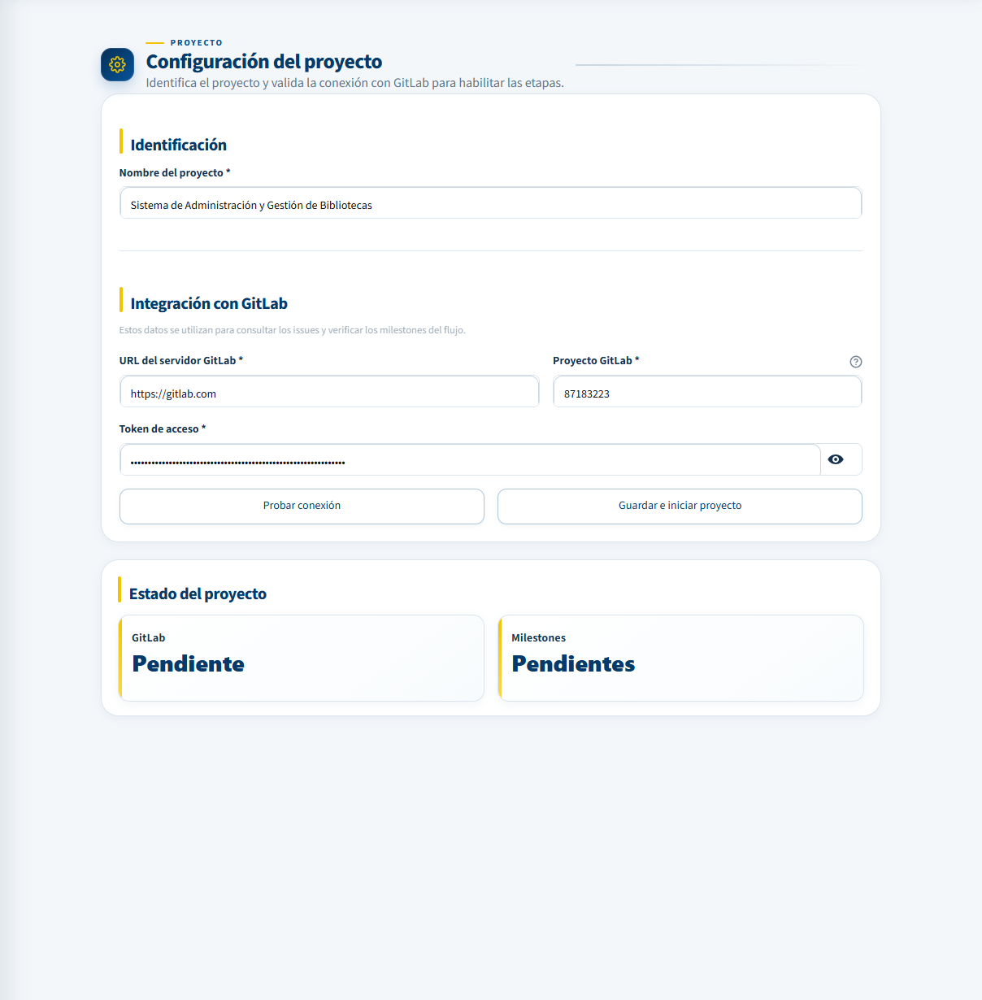 PROYECTO
Configuración del proyecto
Identifica el proyecto y valida la conexión con GitLab para habilitar las etapas.
Identificación
Nombre del proyecto *
Sistema de Administración y Gestión de Bibliotecas
Integración con GitLab
Estos datos se utilizan para consultar los issues y verificar los milestones del flujo.
URL del servidor GitLab *
Proyecto GitLab *
https://gitlab.com
87183223
Token de acceso *
Probar conexión
Guardar e iniciar proyecto
Estado del proyecto
GitLab
Pendiente
Milestones
Pendientes